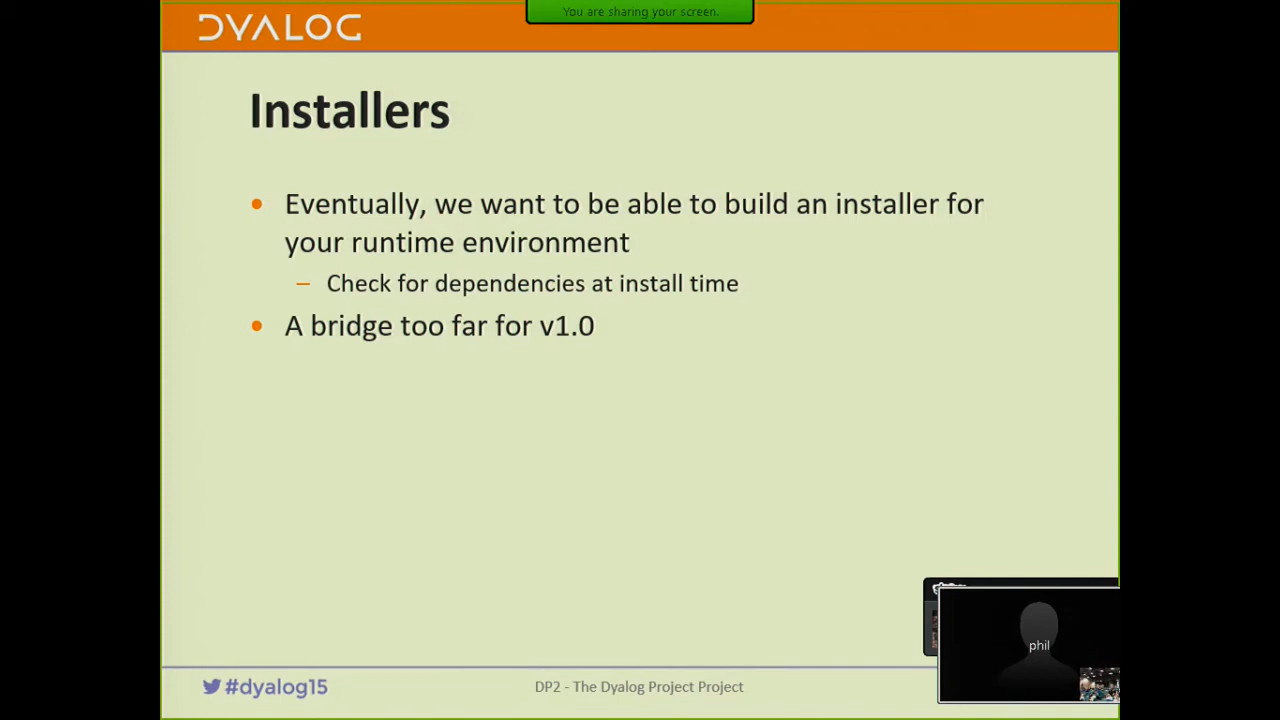 You are sharing your screen.
DYALOG
Installers
• Eventually, we want to be able to build an installer for
your runtime environment
– Check for dependencies at install time
• A bridge too far for v1.0
phil
#dyalog15
DP2 - The Dyalog Project Project